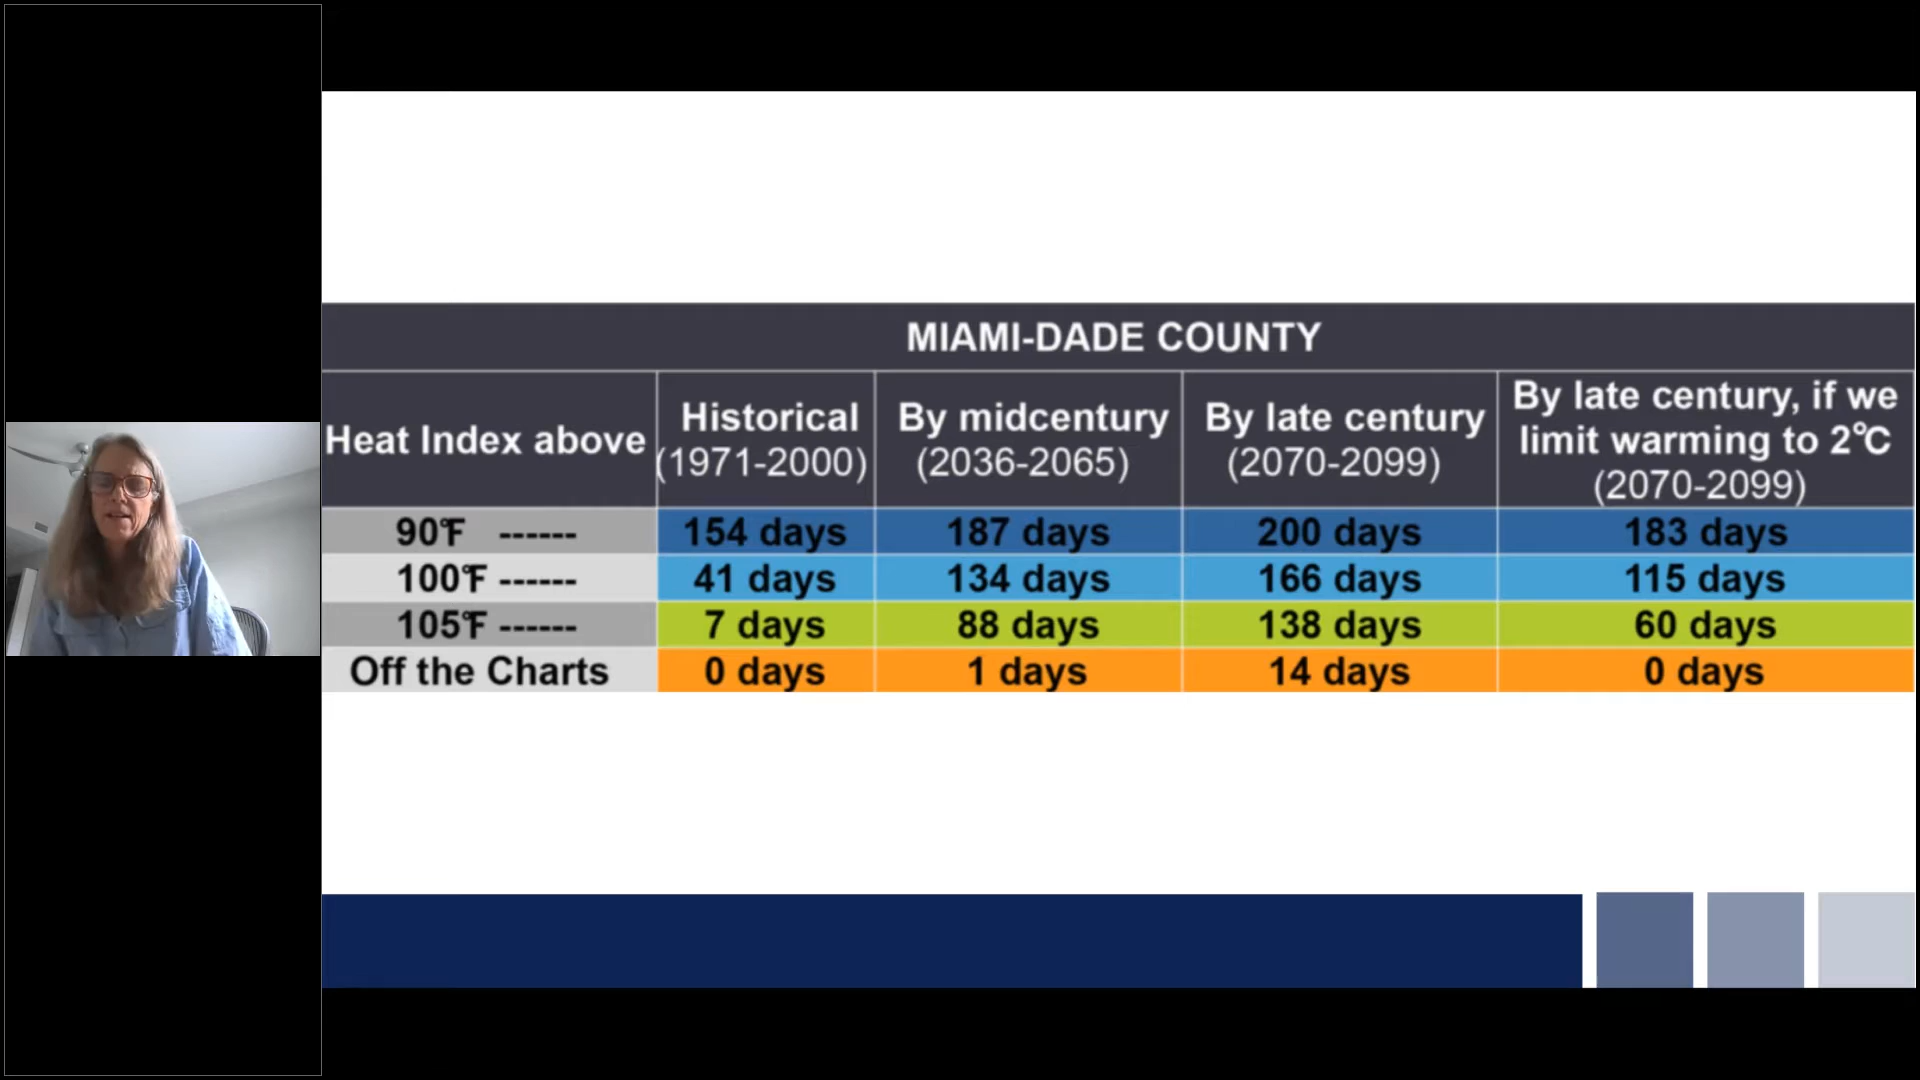 MIAMI-DADE COUNTY
Heat Index above
Historical
(1971-2000)
By midcentury
(2036-2065)
By late century
(2070-2099)
By late century, if we
limit warming to 2°C
(2070-2099)
90°F ------ 154 days 187 days 200 days 183 days
100°F ------ 41 days 134 days 166 days 115 days
105°F ------ 7 days 88 days 138 days 60 days
Off the Charts 0 days 1 days 14 days 0 days